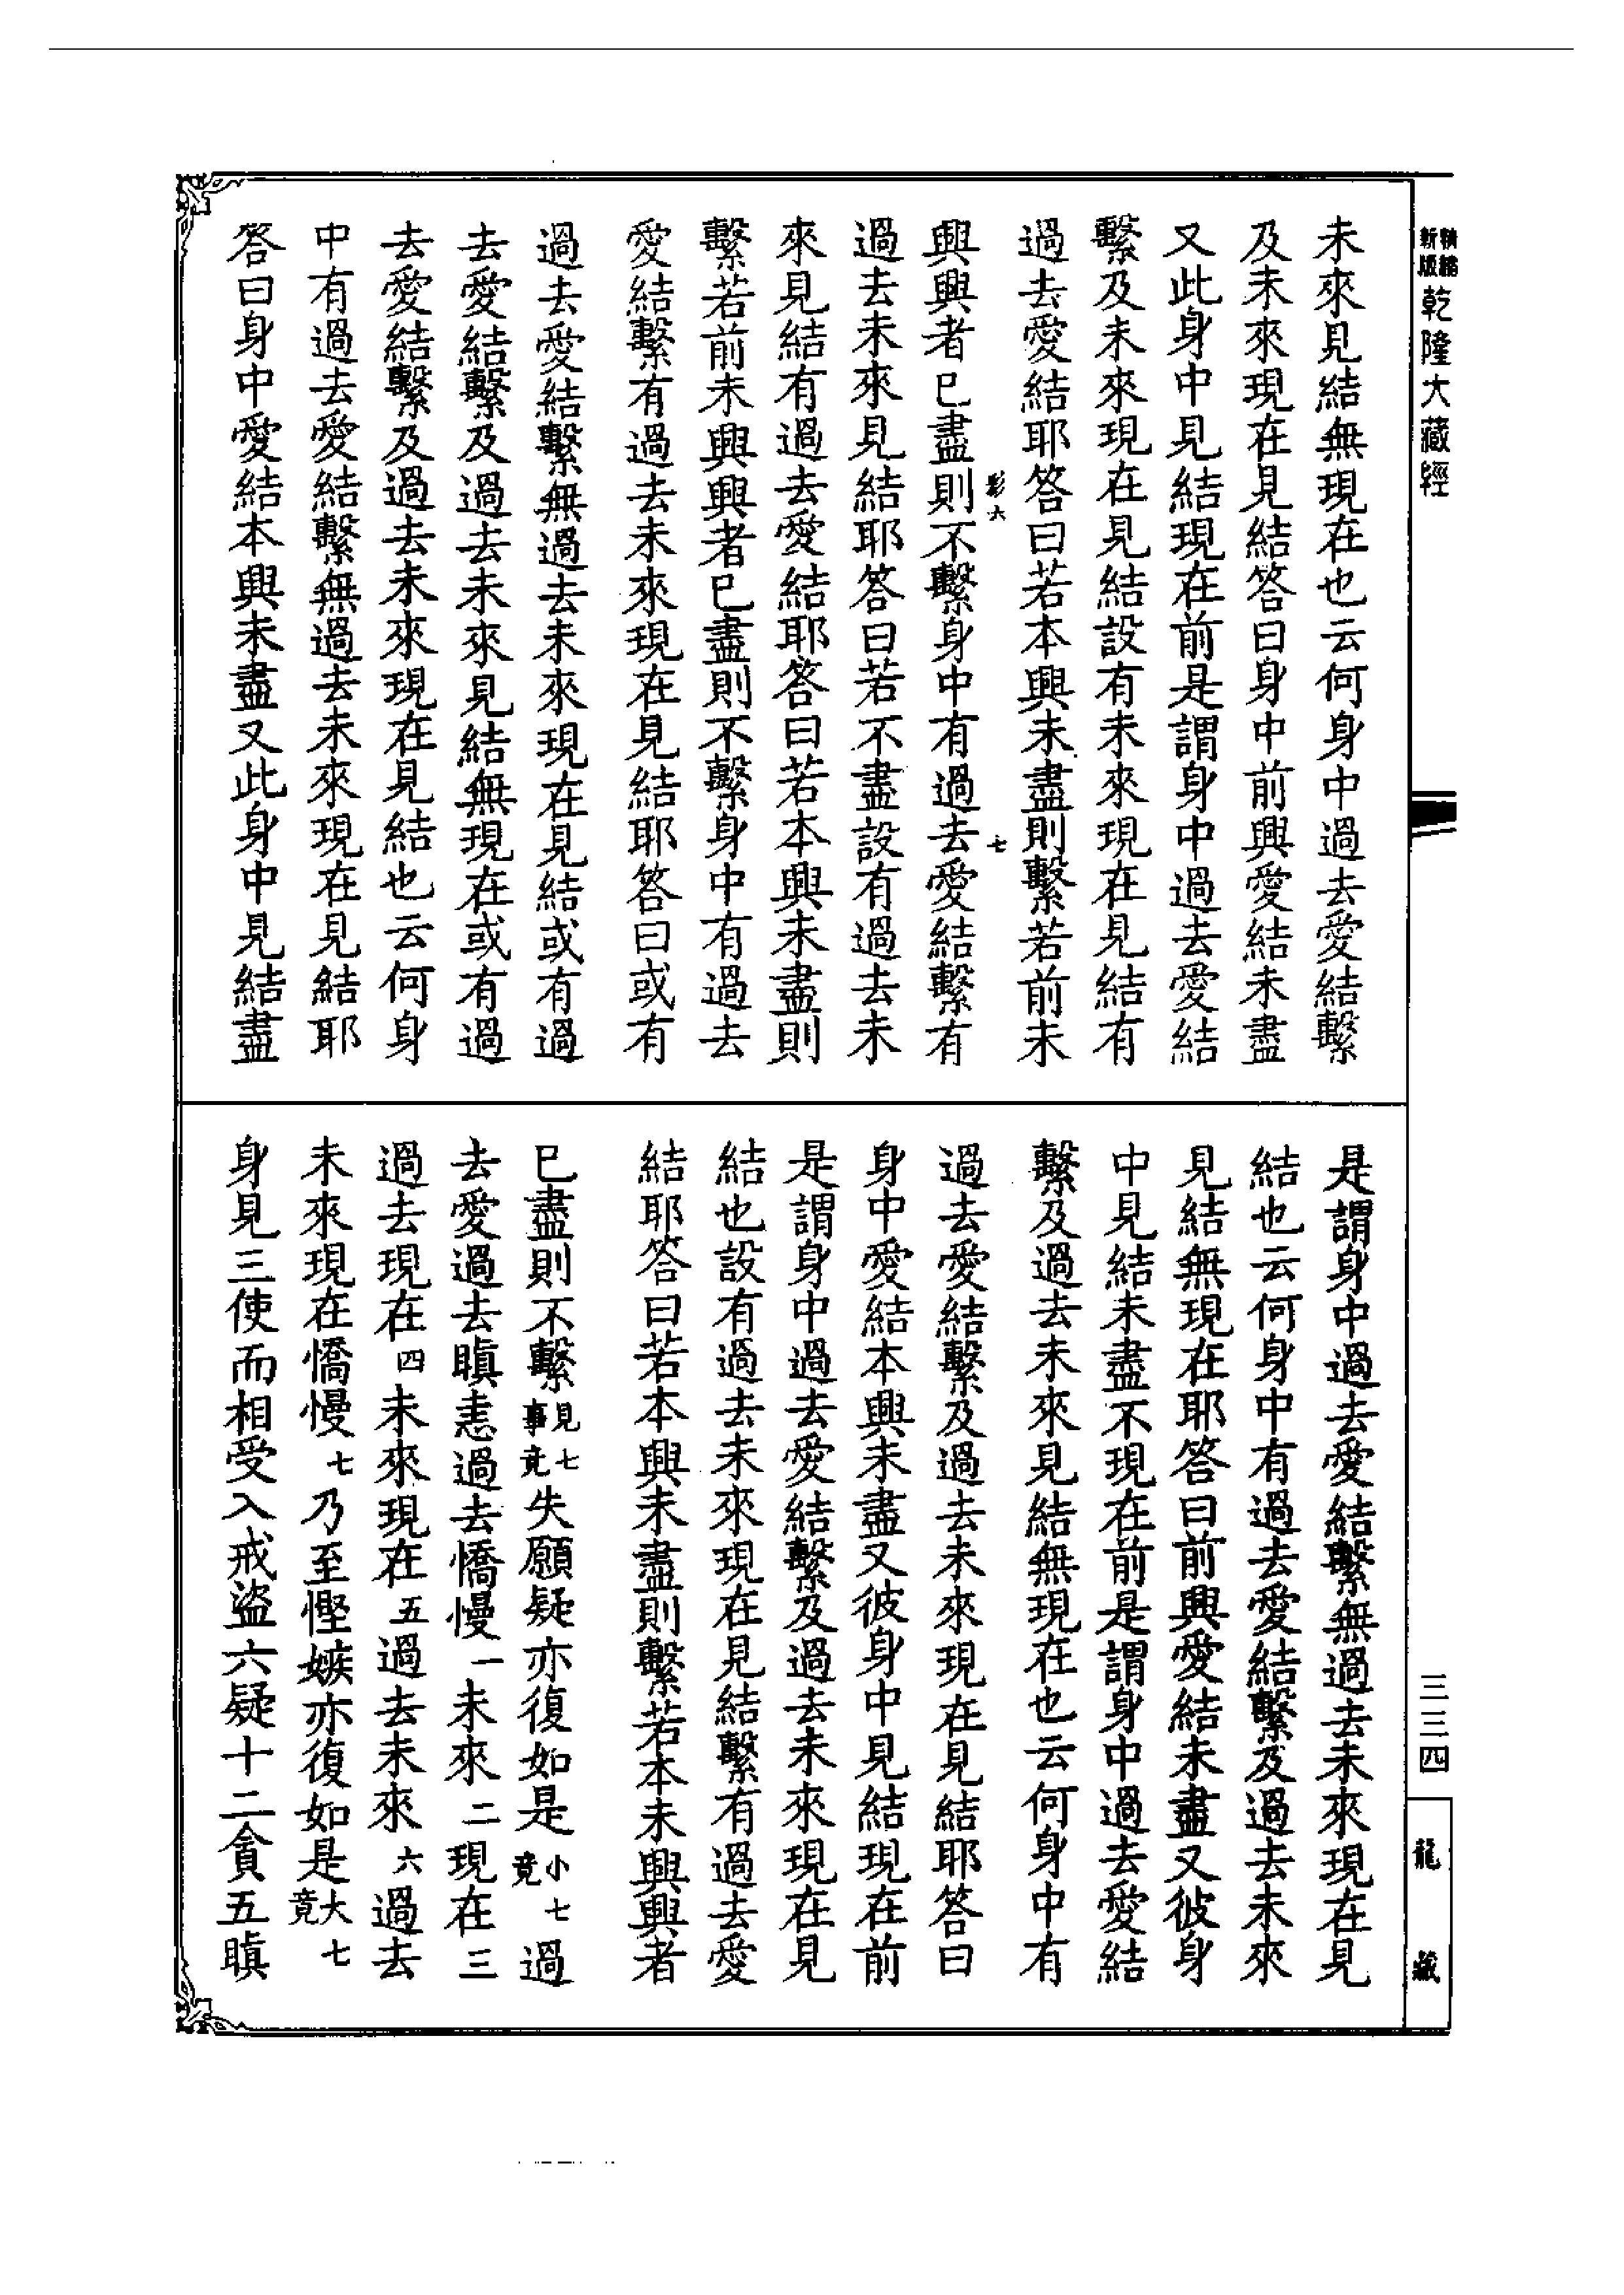 精縮新版乾隆大藏經
未來見結無現在也云何身中過去愛結繫
及未來現在見結答曰身中前興愛結未盡
又此身中見結現在前是謂身中過去愛結
繫及未來現在見結設有未來現在見結有
過去愛結耶答曰若本興未盡則繫若前未
影六 七
興興者已盡則不繫身中有過去愛結繫有
過去未來見結耶答曰若不盡設有過去未
來見結有過去愛結耶答曰若本興未盡則
繫若前未興興者已盡則不繫身中有過去
愛結繫有過去未來現在見結耶答曰或有
過去愛結繫無過去未來現在見結或有過
去愛結繫及過去未來見結無現在或有過
去愛結繫及過去未來現在見結也云何身
中有過去愛結繫無過去未來現在見結耶
答曰身中愛結本興未盡又此身中見結盡
是謂身中過去愛結繫無過去未來現在見
結也云何身中有過去愛結繫及過去未來
見結無現在耶答曰前興愛結未盡又彼身
中見結未盡不現在前是謂身中過去愛結
繫及過去未來見結無現在也云何身中有
過去愛結繫及過去未來現在見結耶答曰
身中愛結本興未盡又彼身中見結現在前
是謂身中過去愛結繫及過去未來現在見
結也設有過去未來現在見結繫有過去愛
結耶答曰若本興未盡則繫若本未興興者
已盡則不繫見七事竟失願疑亦復如是小七竟過
去愛過去瞋恚過去憍慢一未來二現在三
過去現在四未來現在五過去未來六過去
未來現在憍慢七乃至慳嫉亦復如是大七竟
身見三使而相受入戒盜六疑十二貪五瞋
三三四
龍藏